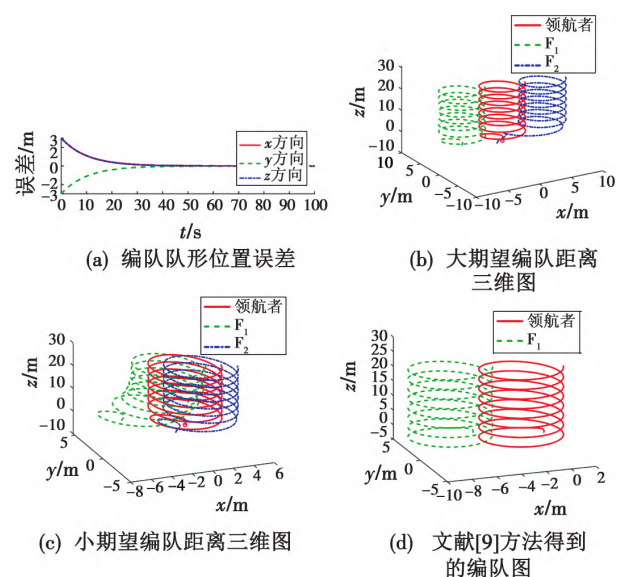 3
2
1
0
−1
−2
−3
误差/m
0 10 20 30 40 50 60 70 80 90 100
t/s
x方向
y方向
z方向
(a) 编队队形位置误差
领航者
F1
F2
30
20
10
0
−10
z/m
10
5
0
−5
−10
y/m
−10 −5 0 5 10
x/m
(b) 大期望编队距离
三维图
领航者
F1
F2
30
20
10
0
−10
z/m
5
0
−5
y/m
−8 −6 −4 −2 0 2 4 6
x/m
(c) 小期望编队距离三维图
领航者
F1
30
25
20
15
10
5
0
−5
z/m
5
0
−5
y/m
−10 −8 −6 −4 −2 0 2
x/m
(d) 文献[9]方法得到
的编队图